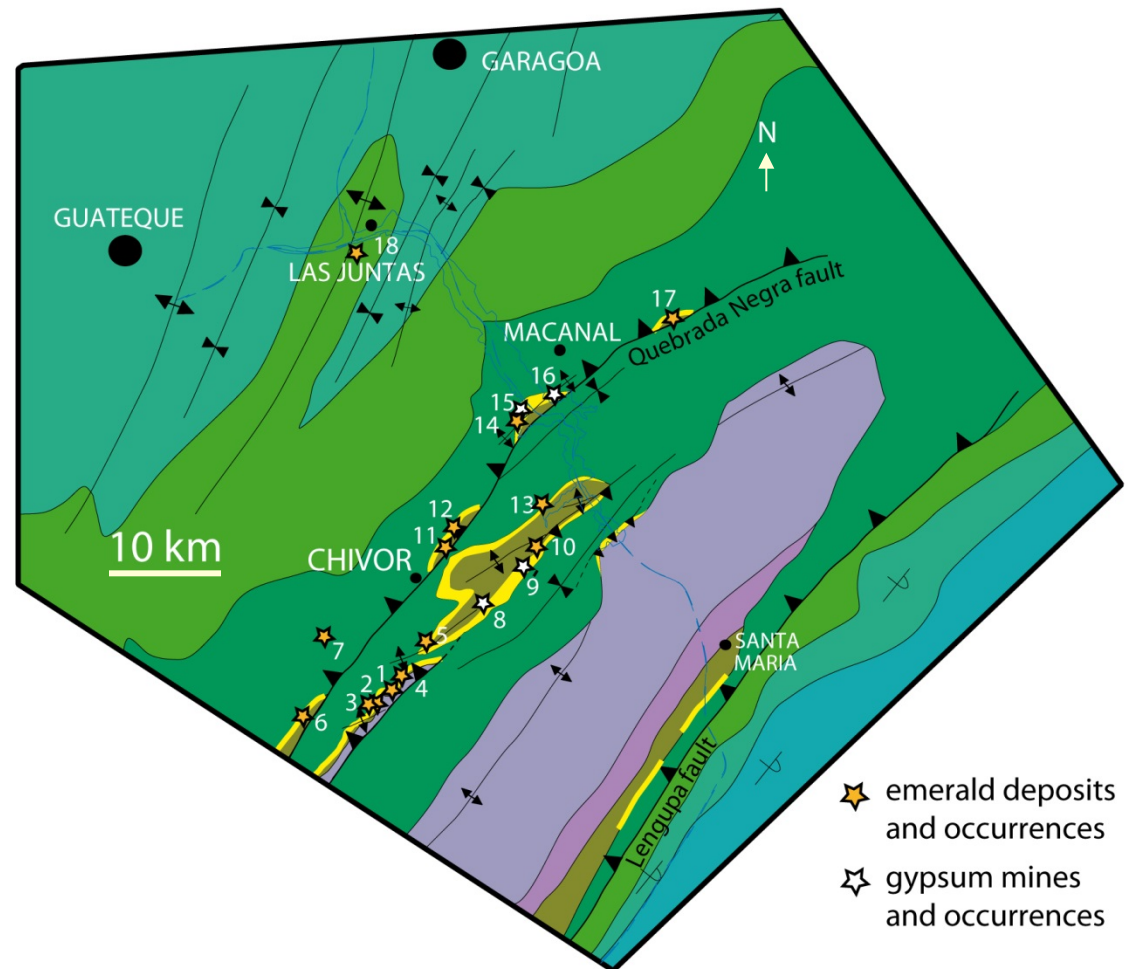 GARAGOA
N
GUATEQUE
18
LAS JUNTAS
17
Quebrada Negra fault
MACANAL
16
15
14
13
12
11
10 km
10
CHIVOR
9
8
7
5
SANTA
MARIA
1
2
4
3
6
Lengupa fault
emerald deposits
and occurrences
gypsum mines
and occurrences